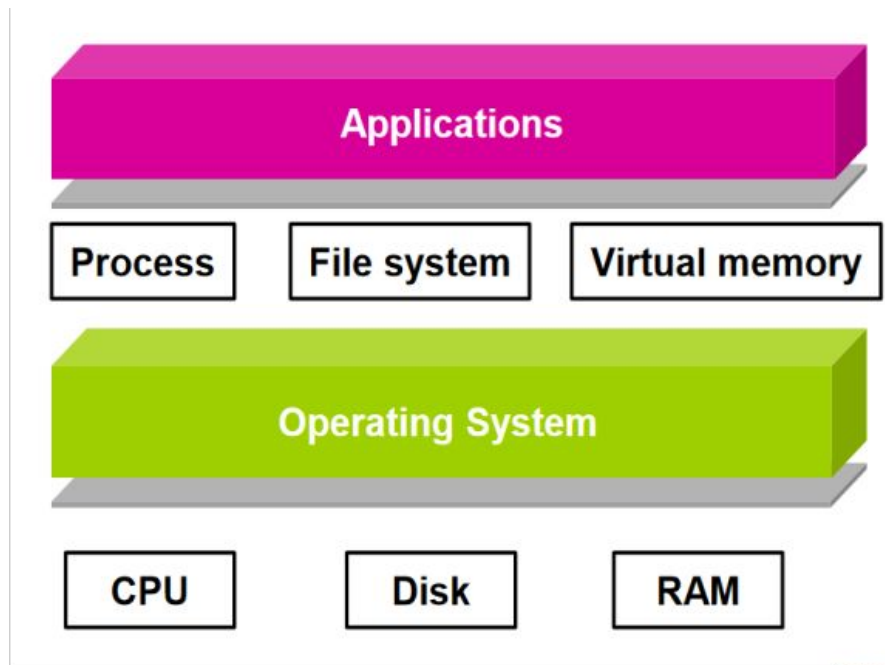 Applications
Process
File system
Virtual memory
Operating System
CPU
Disk
RAM